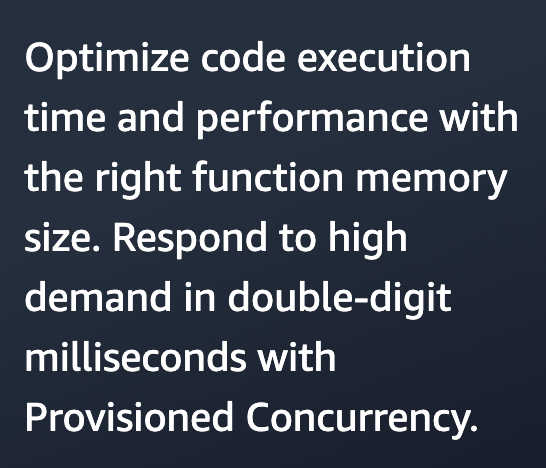 Optimize code execution
time and performance with
the right function memory
size. Respond to high
demand in double-digit
milliseconds with
Provisioned Concurrency.